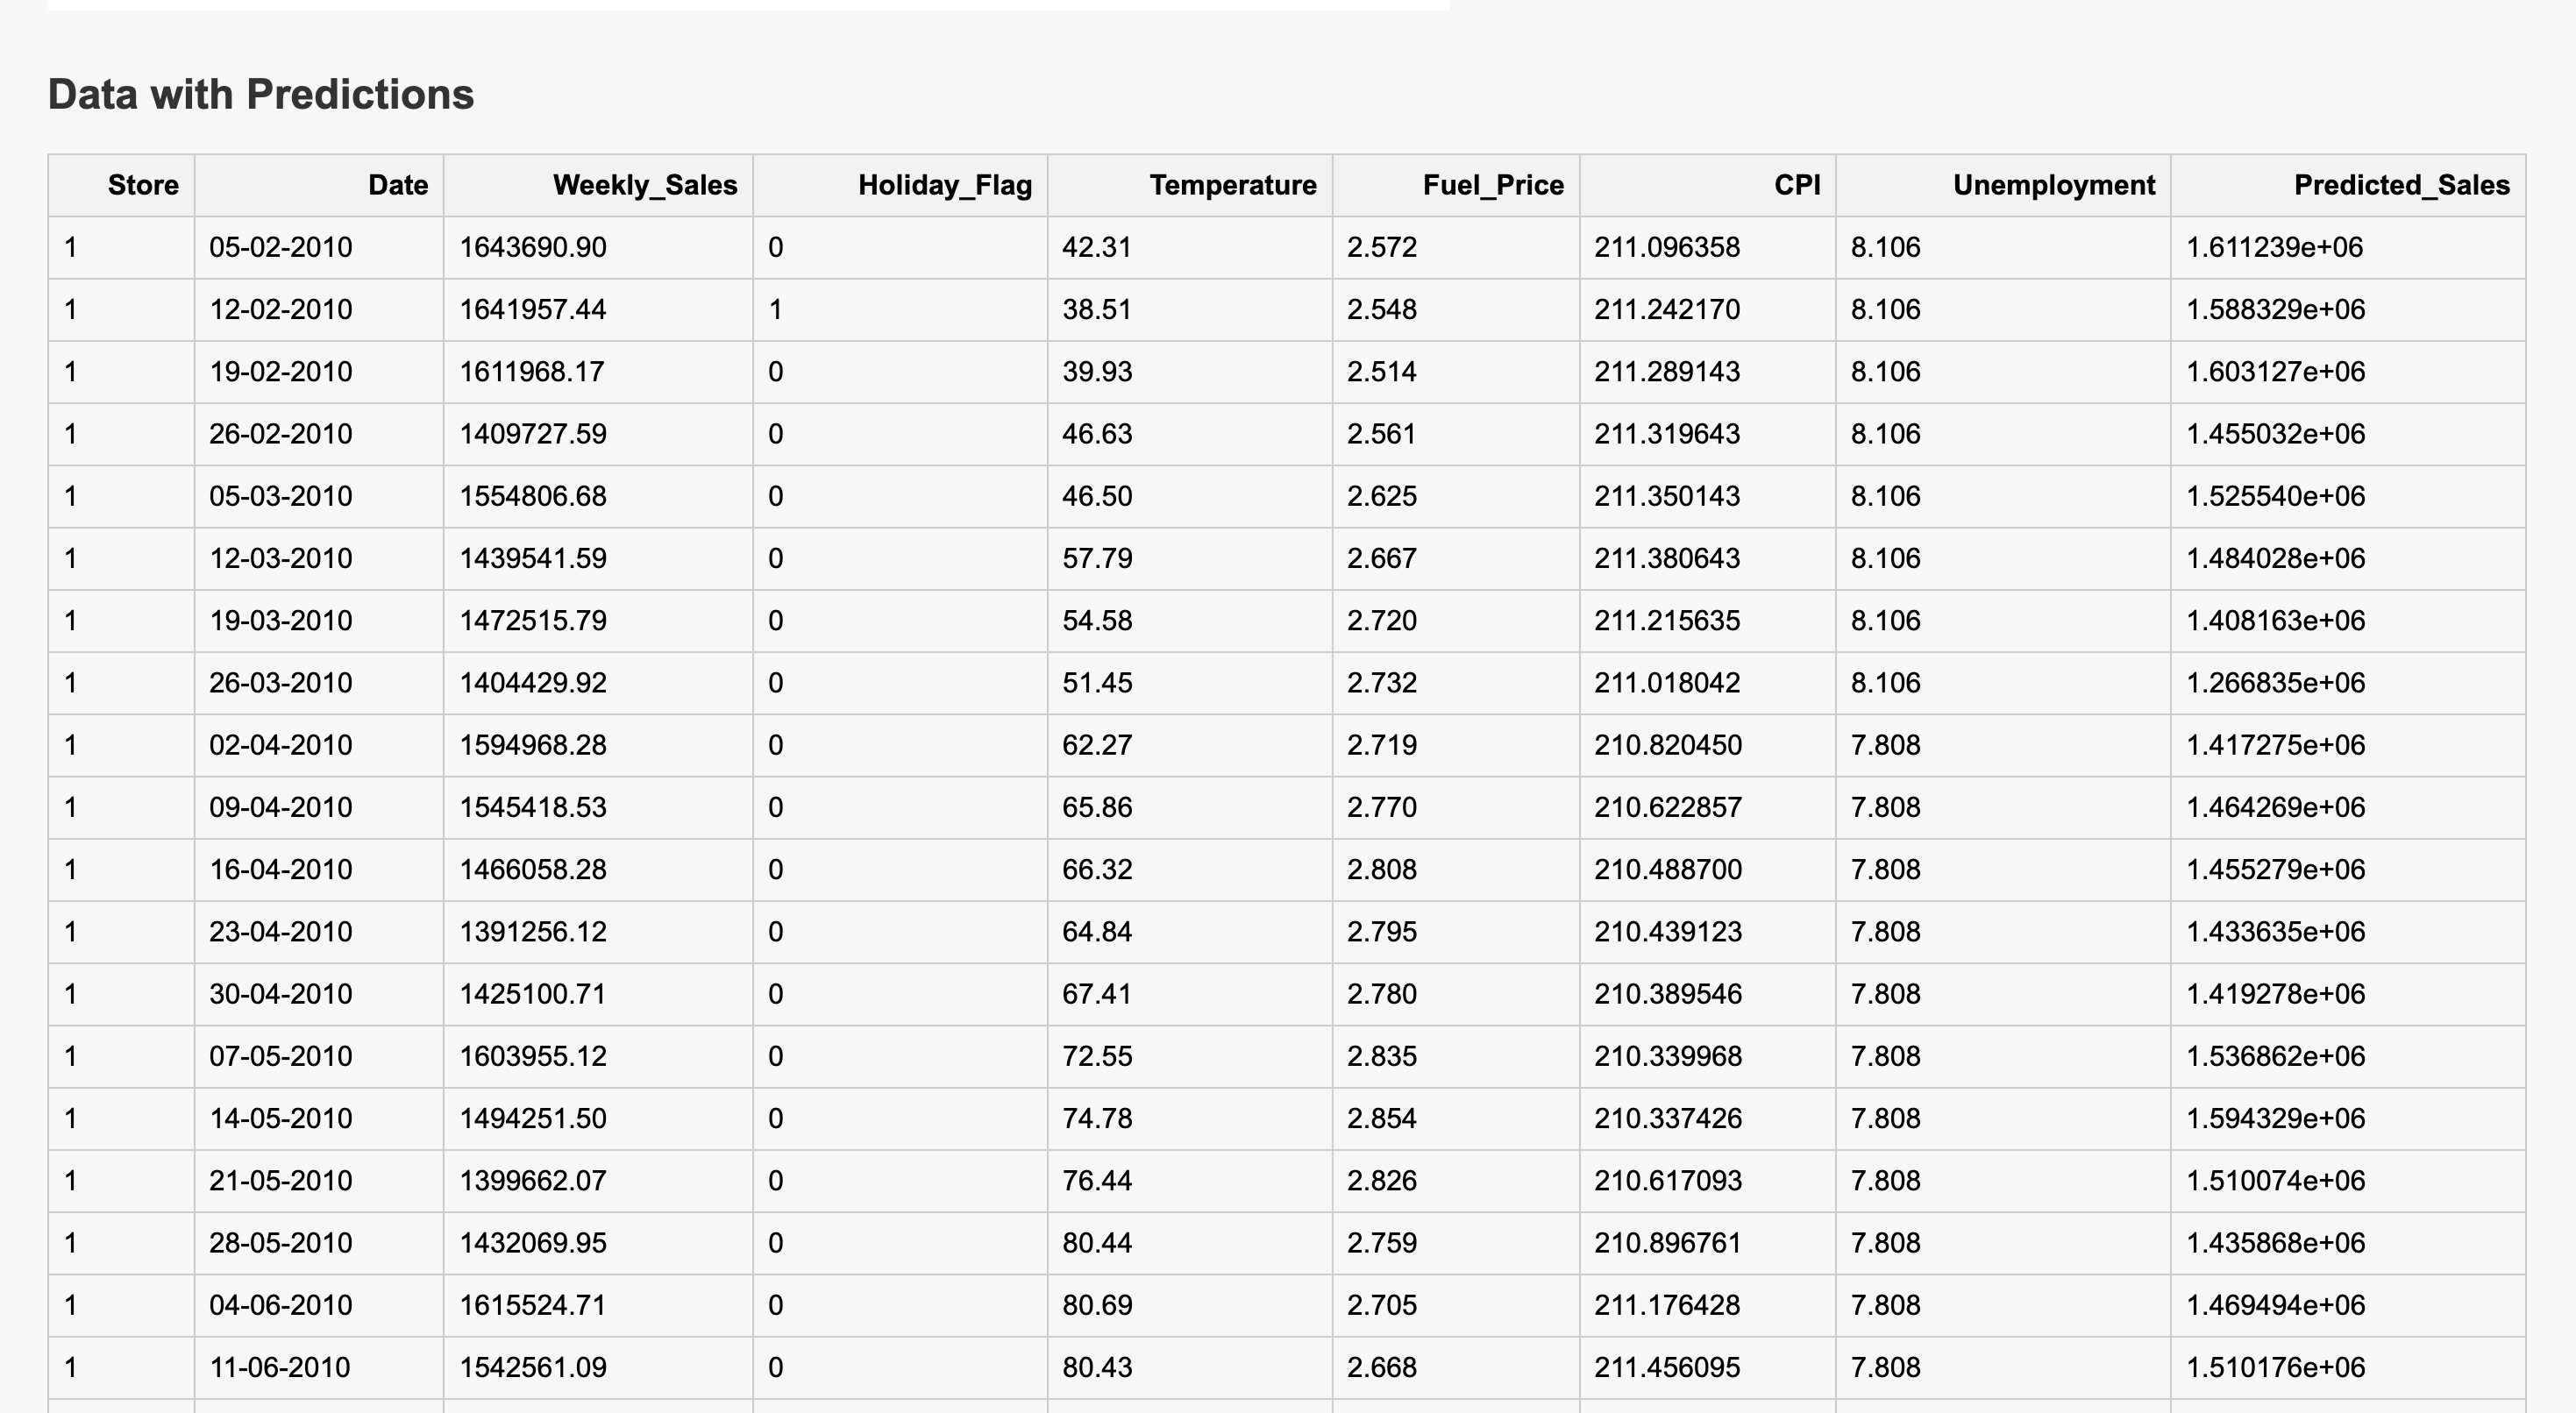 Data with Predictions
Store Date Weekly_Sales Holiday_Flag Temperature Fuel_Price CPI Unemployment Predicted_Sales
1 05-02-2010 1643690.90 0 42.31 2.572 211.096358 8.106 1.611239e+06
1 12-02-2010 1641957.44 1 38.51 2.548 211.242170 8.106 1.588329e+06
1 19-02-2010 1611968.17 0 39.93 2.514 211.289143 8.106 1.603127e+06
1 26-02-2010 1409727.59 0 46.63 2.561 211.319643 8.106 1.455032e+06
1 05-03-2010 1554806.68 0 46.50 2.625 211.350143 8.106 1.525540e+06
1 12-03-2010 1439541.59 0 57.79 2.667 211.380643 8.106 1.484028e+06
1 19-03-2010 1472515.79 0 54.58 2.720 211.215635 8.106 1.408163e+06
1 26-03-2010 1404429.92 0 51.45 2.732 211.018042 8.106 1.266835e+06
1 02-04-2010 1594968.28 0 62.27 2.719 210.820450 7.808 1.417275e+06
1 09-04-2010 1545418.53 0 65.86 2.770 210.622857 7.808 1.464269e+06
1 16-04-2010 1466058.28 0 66.32 2.808 210.488700 7.808 1.455279e+06
1 23-04-2010 1391256.12 0 64.84 2.795 210.439123 7.808 1.433635e+06
1 30-04-2010 1425100.71 0 67.41 2.780 210.389546 7.808 1.419278e+06
1 07-05-2010 1603955.12 0 72.55 2.835 210.339968 7.808 1.536862e+06
1 14-05-2010 1494251.50 0 74.78 2.854 210.337426 7.808 1.594329e+06
1 21-05-2010 1399662.07 0 76.44 2.826 210.617093 7.808 1.510074e+06
1 28-05-2010 1432069.95 0 80.44 2.759 210.896761 7.808 1.435868e+06
1 04-06-2010 1615524.71 0 80.69 2.705 211.176428 7.808 1.469494e+06
1 11-06-2010 1542561.09 0 80.43 2.668 211.456095 7.808 1.510176e+06